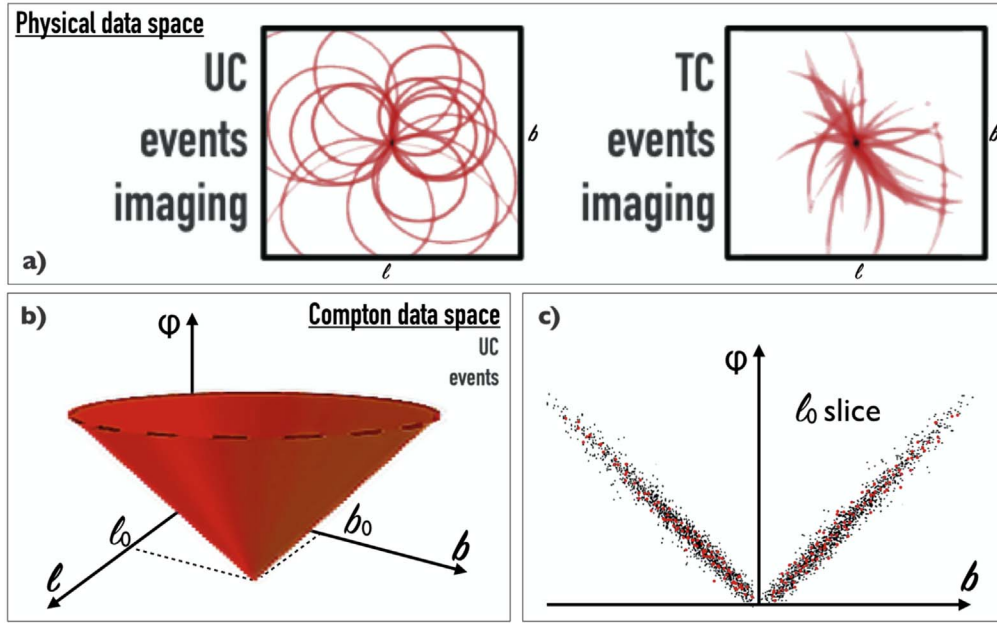 Physical data space
UC
events
imaging
b
ℓ
TC
events
imaging
b
ℓ
a)
b)
Compton data space
UC
events
φ
ℓ₀
b₀
ℓ
b
c)
φ
ℓ₀ slice
b